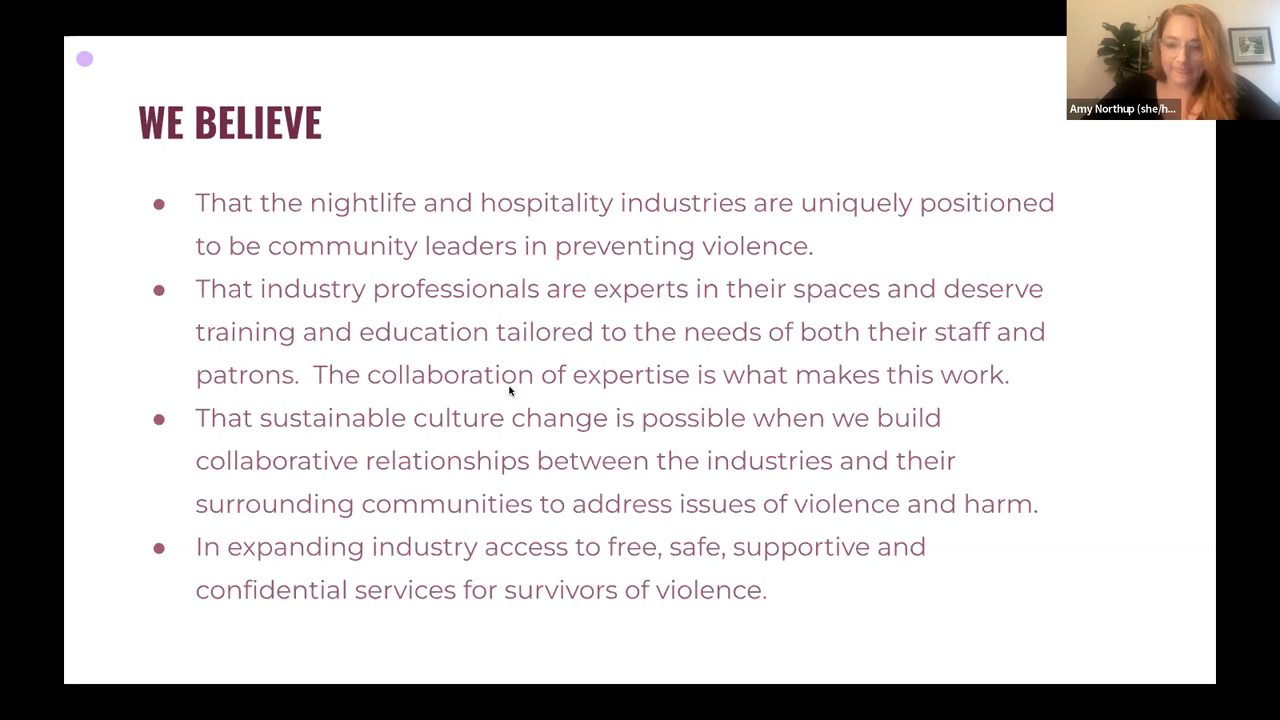 WE BELIEVE
Amy Northup (she/h...
● That the nightlife and hospitality industries are uniquely positioned
to be community leaders in preventing violence.
● That industry professionals are experts in their spaces and deserve
training and education tailored to the needs of both their staff and
patrons.  The collaboration of expertise is what makes this work.
● That sustainable culture change is possible when we build
collaborative relationships between the industries and their
surrounding communities to address issues of violence and harm.
● In expanding industry access to free, safe, supportive and
confidential services for survivors of violence.